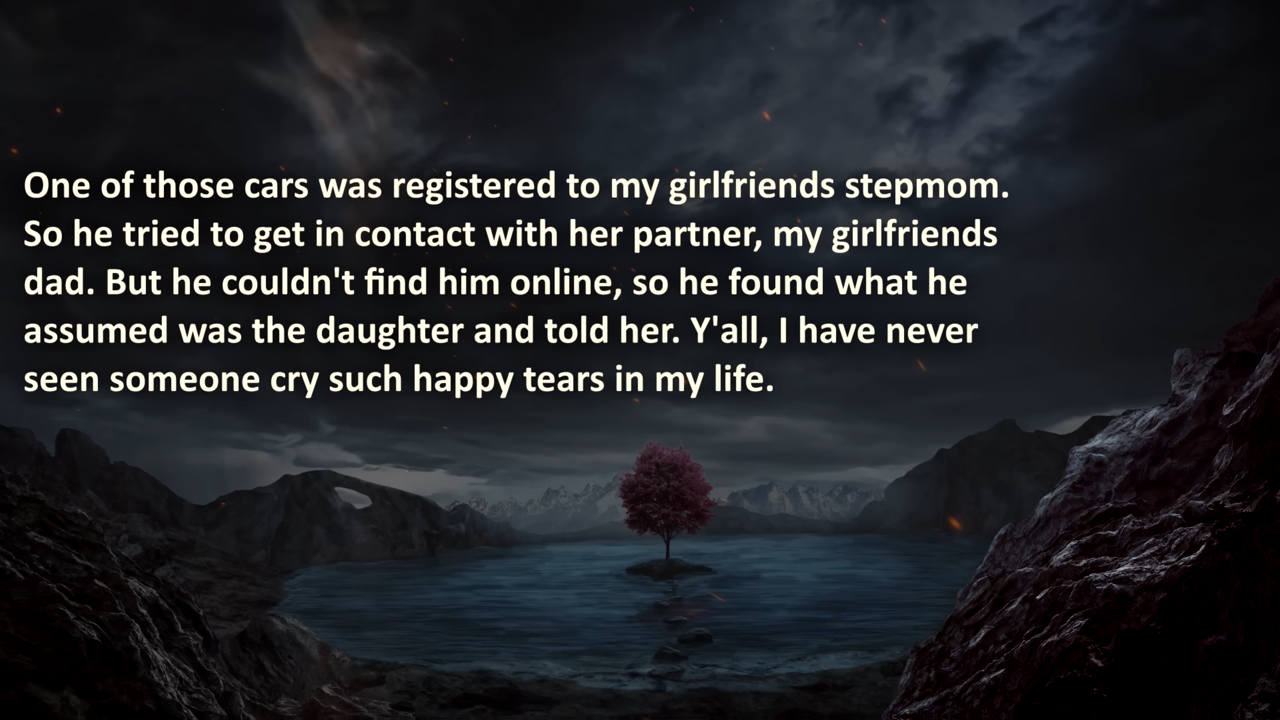 One of those cars was registered to my girlfriends stepmom.
So he tried to get in contact with her partner, my girlfriends
dad. But he couldn't find him online, so he found what he
assumed was the daughter and told her. Y'all, I have never
seen someone cry such happy tears in my life.